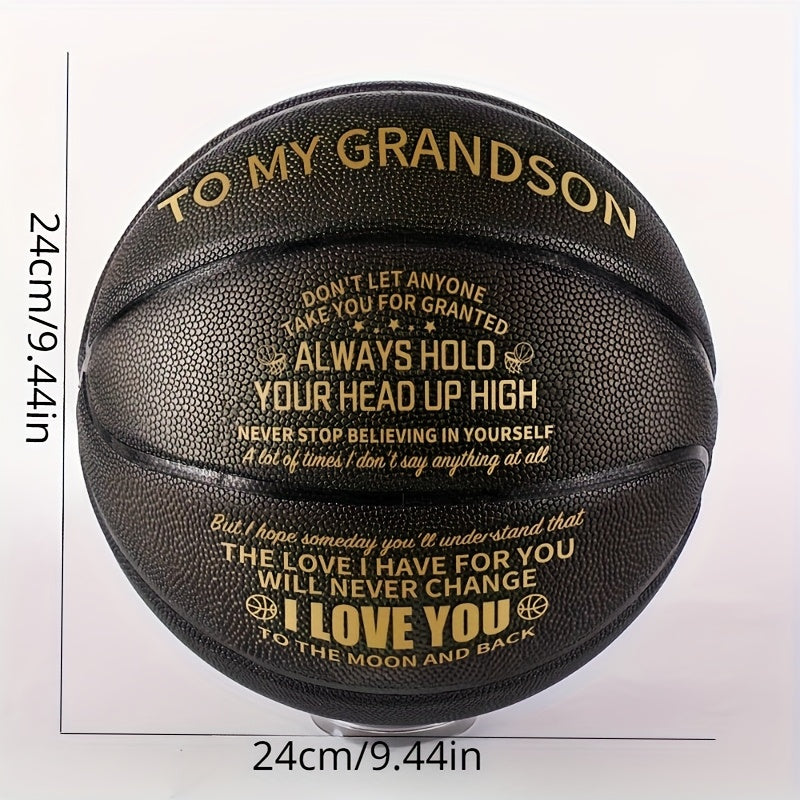 TO MY GRANDSON
DON'T LET ANYONE
TAKE YOU FOR GRANTED
ALWAYS HOLD
YOUR HEAD UP HIGH
NEVER STOP BELIEVING IN YOURSELF
A lot of times I don't say anything at all
But I hope someday you'll understand that
THE LOVE I HAVE FOR YOU
WILL NEVER CHANGE
I LOVE YOU
TO THE MOON AND BACK
24cm/9.44in
24cm/9.44in